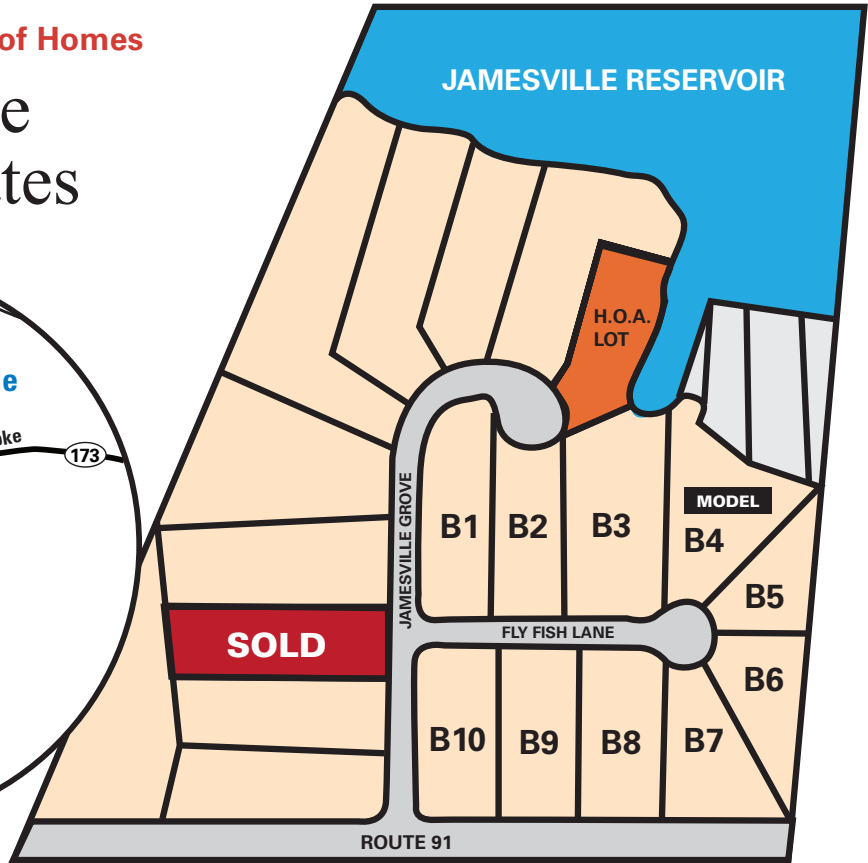 of Homes
JAMESVILLE RESERVOIR
e
tes
H.O.A.
LOT
e
ke
173
JAMESVILLE GROVE
MODEL
B1
B2
B3
B4
B5
SOLD
FLY FISH LANE
B6
B10
B9
B8
B7
ROUTE 91